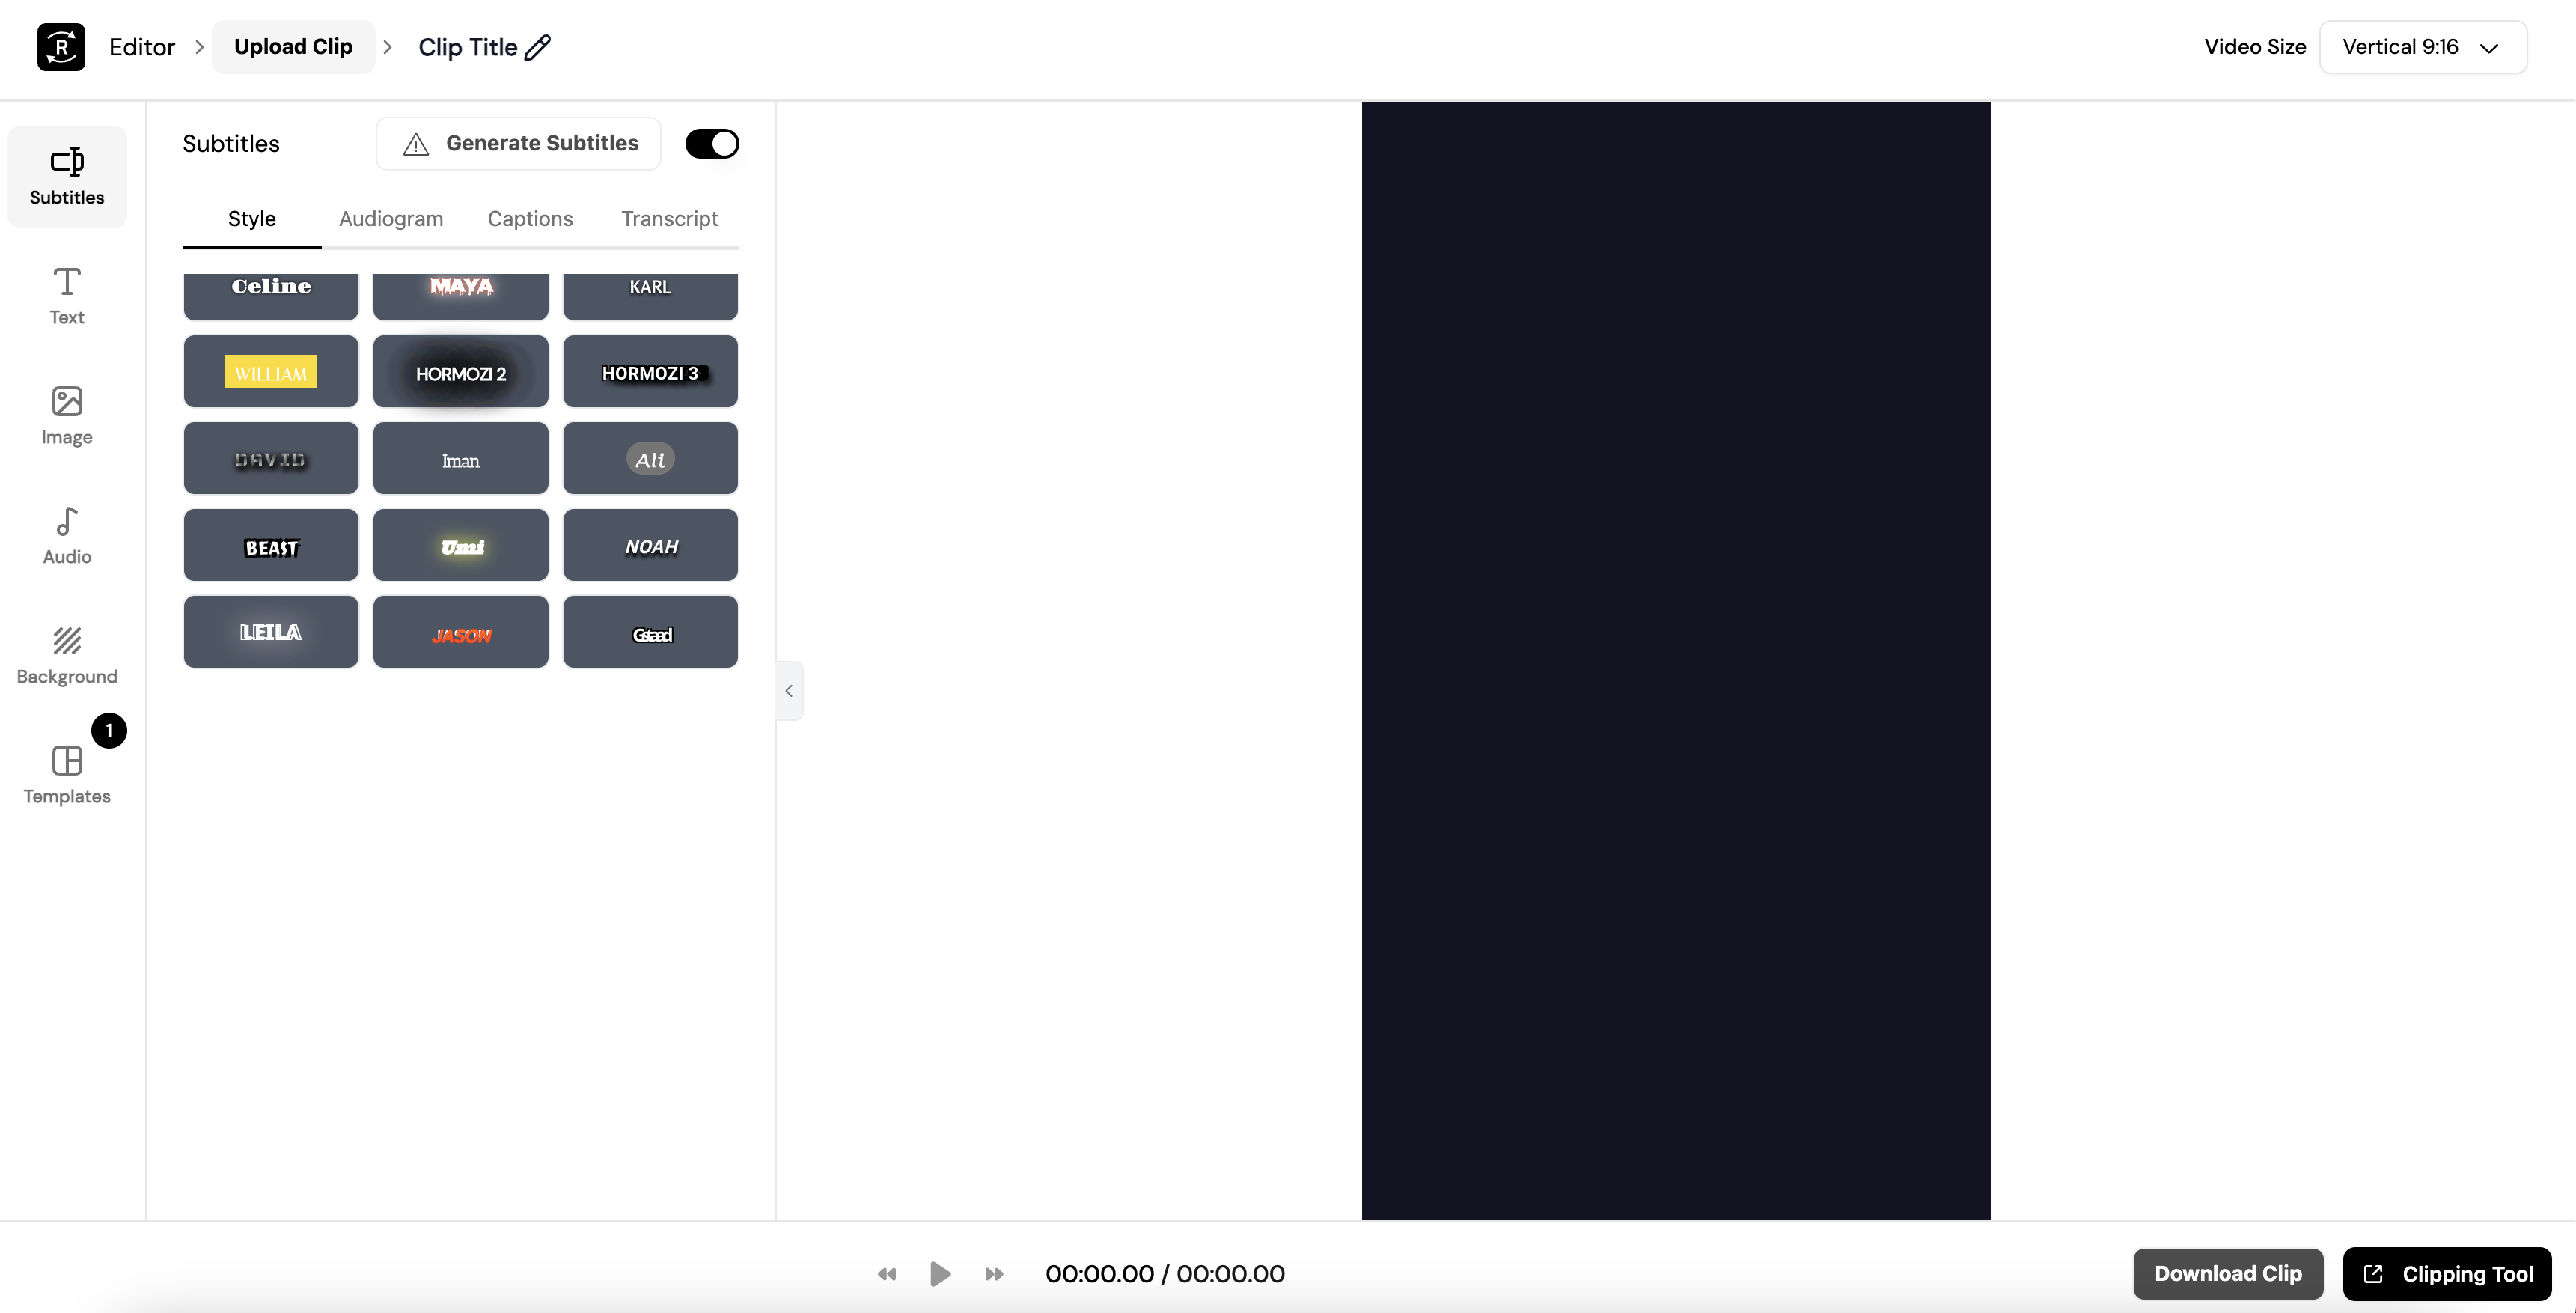 R Editor > Upload Clip > Clip Title
Video Size Vertical 9:16
Subtitles
Text
Image
Audio
Background
1
Templates
Subtitles Generate Subtitles
Style Audiogram Captions Transcript
Celine MAYA KARL
WILLIAM HORMOZI 2 HORMOZI 3
DAVID Iman Ali
BEAST Umi NOAH
LEILA JASON Gstaad
00:00.00 / 00:00.00
Download Clip Clipping Tool